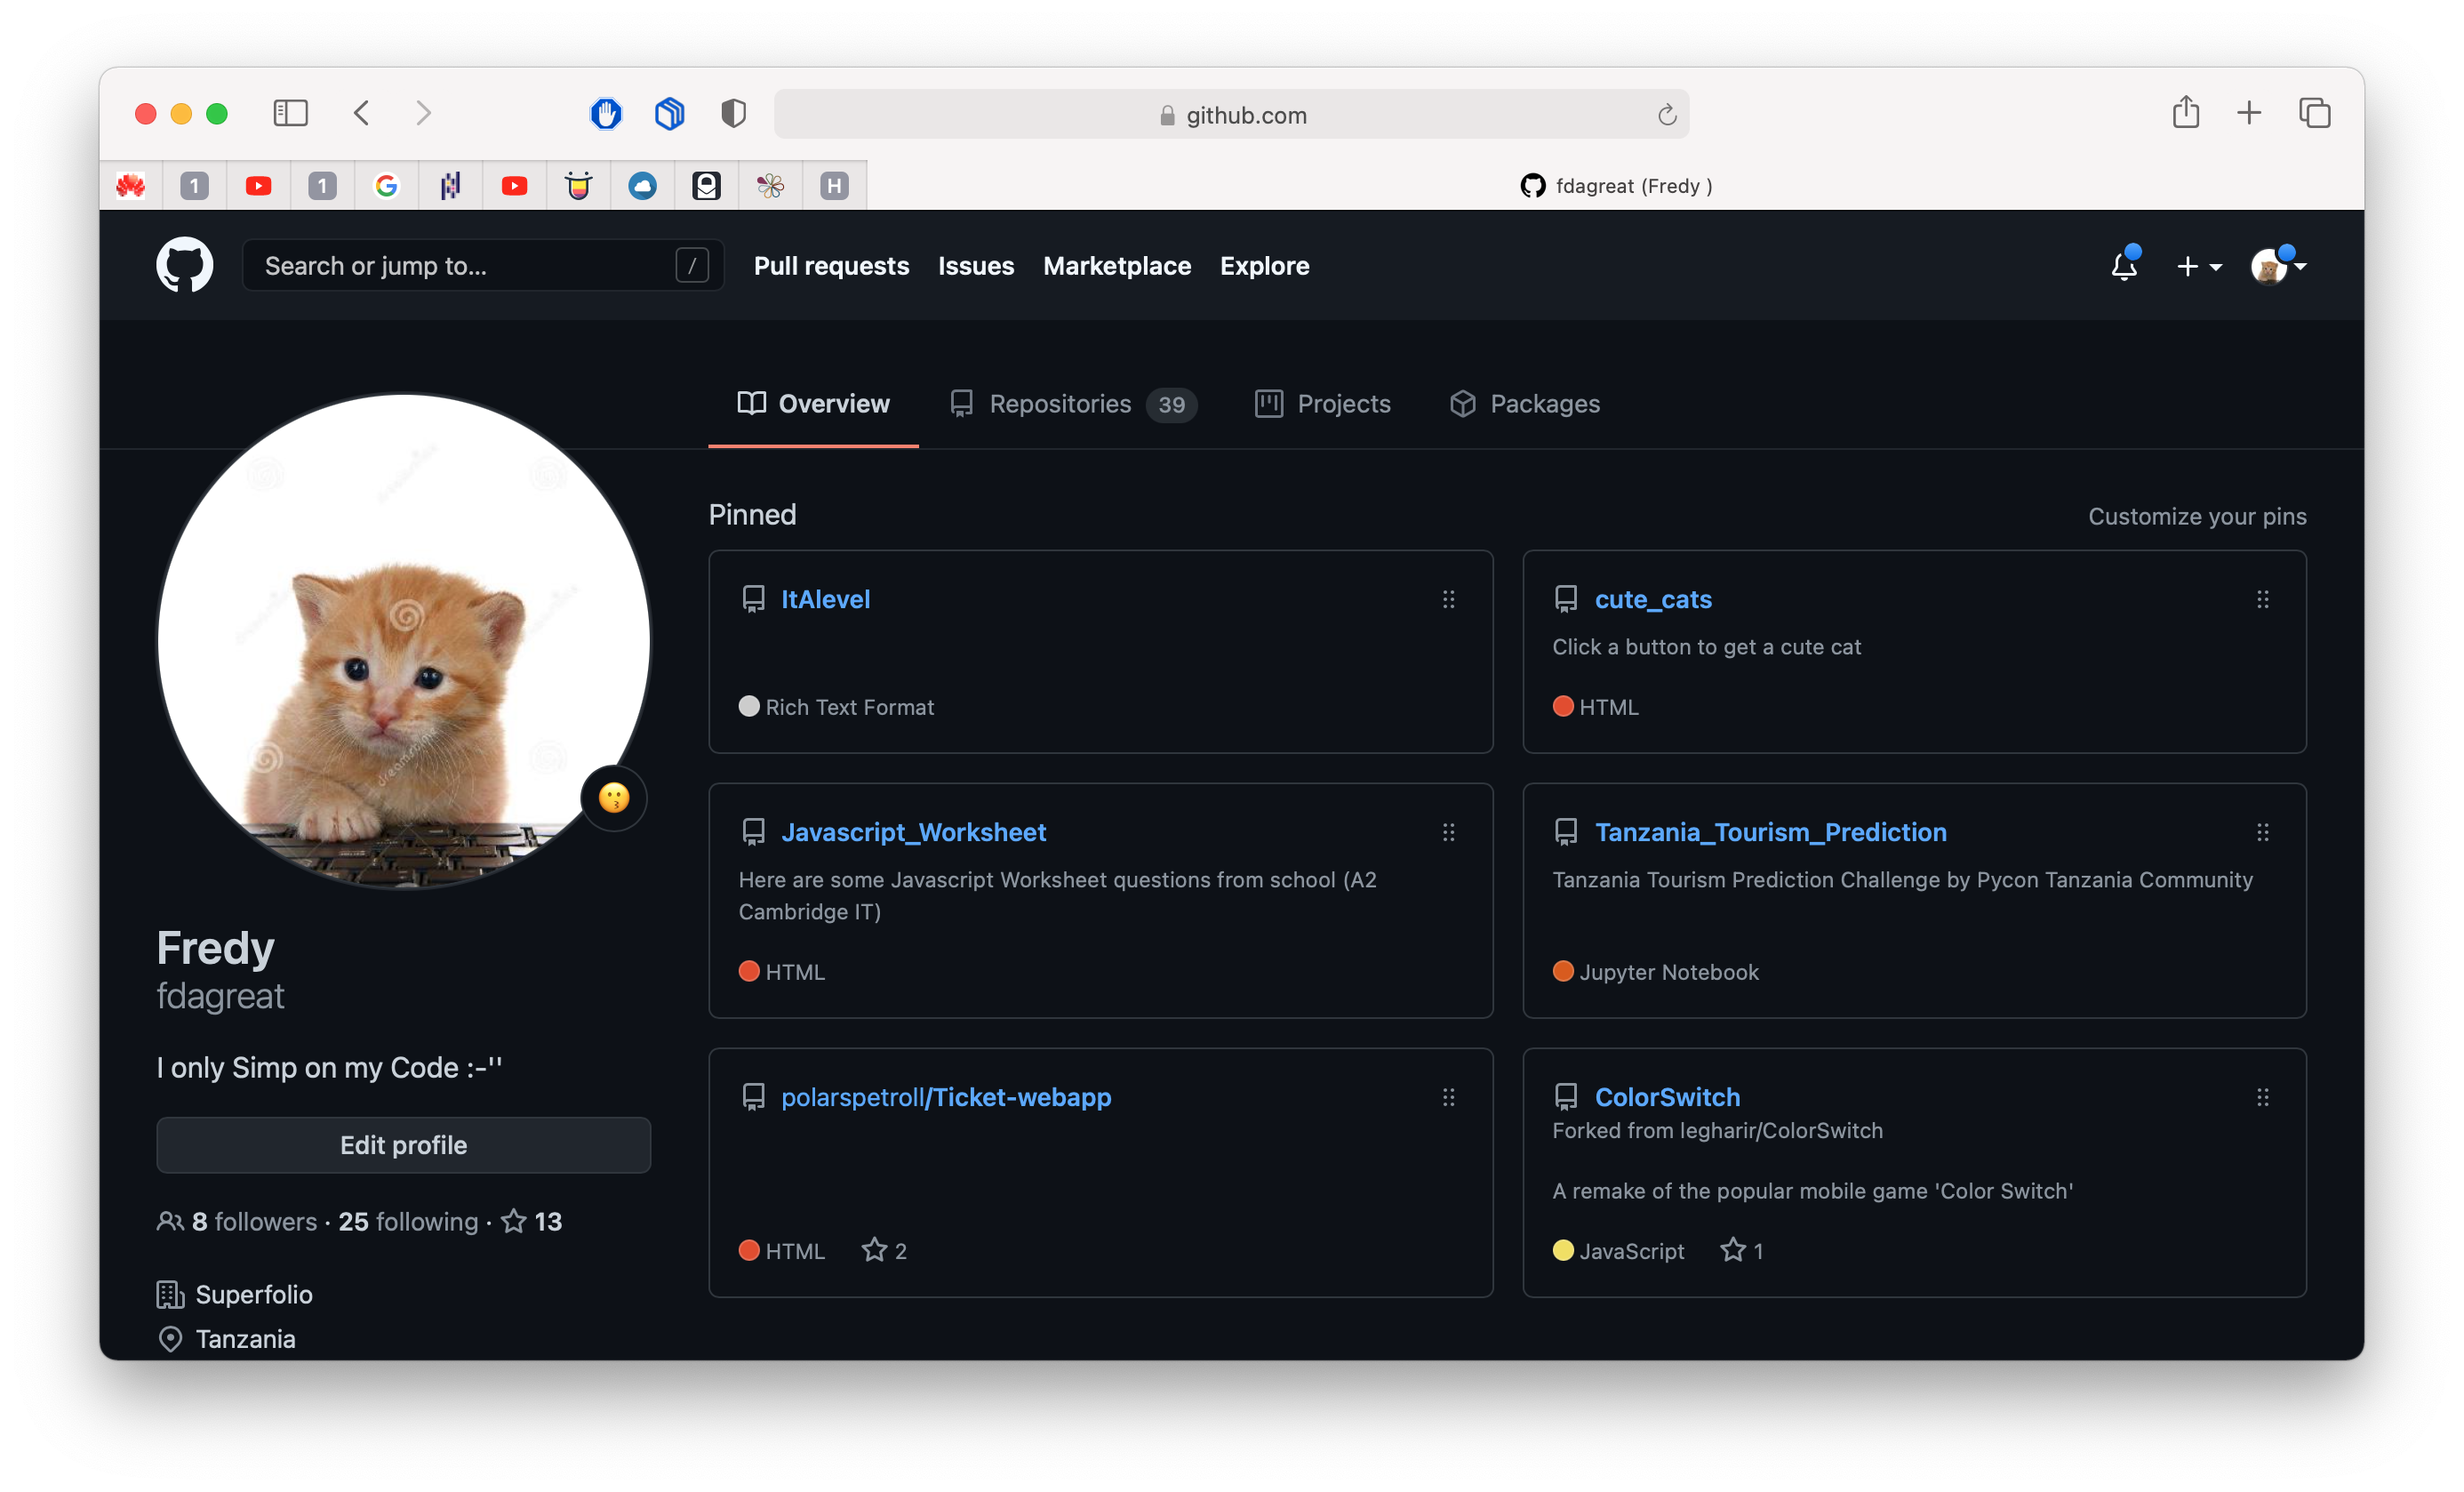 github.com
1
1
H
fdagreat (Fredy )
Search or jump to...
/
Pull requests
Issues
Marketplace
Explore
Overview
Repositories 39
Projects
Packages
dreamstime
Fredy
fdagreat
I only Simp on my Code :-''
Edit profile
8 followers · 25 following · 13
Superfolio
Tanzania
Pinned
Customize your pins
ItAlevel
Rich Text Format
cute_cats
Click a button to get a cute cat
HTML
Javascript_Worksheet
Here are some Javascript Worksheet questions from school (A2
Cambridge IT)
HTML
Tanzania_Tourism_Prediction
Tanzania Tourism Prediction Challenge by Pycon Tanzania Community
Jupyter Notebook
polarspetroll/Ticket-webapp
HTML 2
ColorSwitch
Forked from legharir/ColorSwitch
A remake of the popular mobile game 'Color Switch'
JavaScript 1